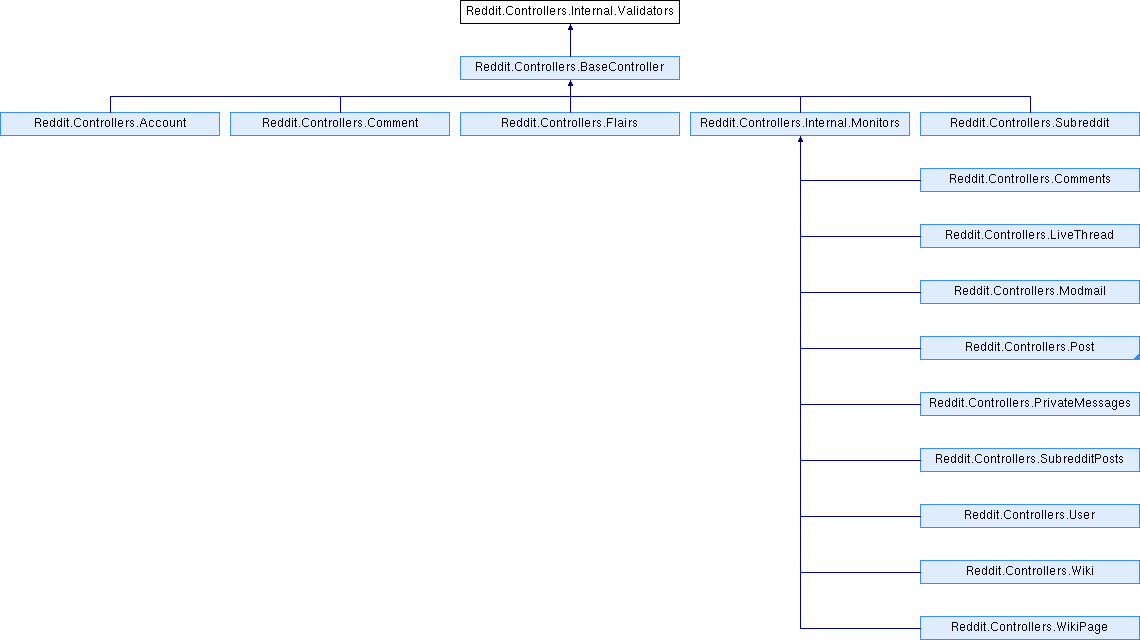 Reddit.Controllers.Internal.Validators
Reddit.Controllers.BaseController
Reddit.Controllers.Account
Reddit.Controllers.Comment
Reddit.Controllers.Flairs
Reddit.Controllers.Internal.Monitors
Reddit.Controllers.Subreddit
Reddit.Controllers.Comments
Reddit.Controllers.LiveThread
Reddit.Controllers.Modmail
Reddit.Controllers.Post
Reddit.Controllers.PrivateMessages
Reddit.Controllers.SubredditPosts
Reddit.Controllers.User
Reddit.Controllers.Wiki
Reddit.Controllers.WikiPage